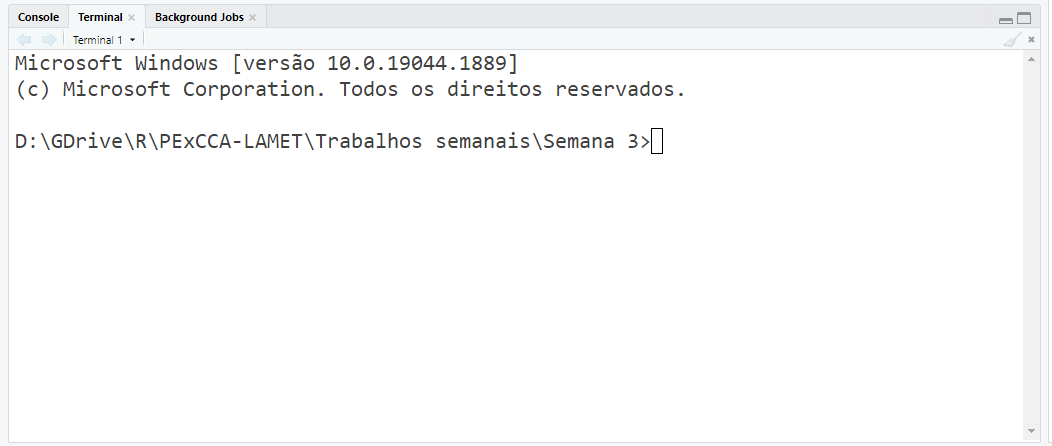 Console Terminal Background Jobs
Terminal 1
Microsoft Windows [versão 10.0.19044.1889]
(c) Microsoft Corporation. Todos os direitos reservados.
D:\GDrive\R\PExCCA-LAMET\Trabalhos semanais\Semana 3>